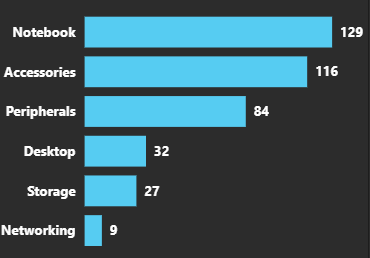 Notebook 129
Accessories 116
Peripherals 84
Desktop 32
Storage 27
Networking 9